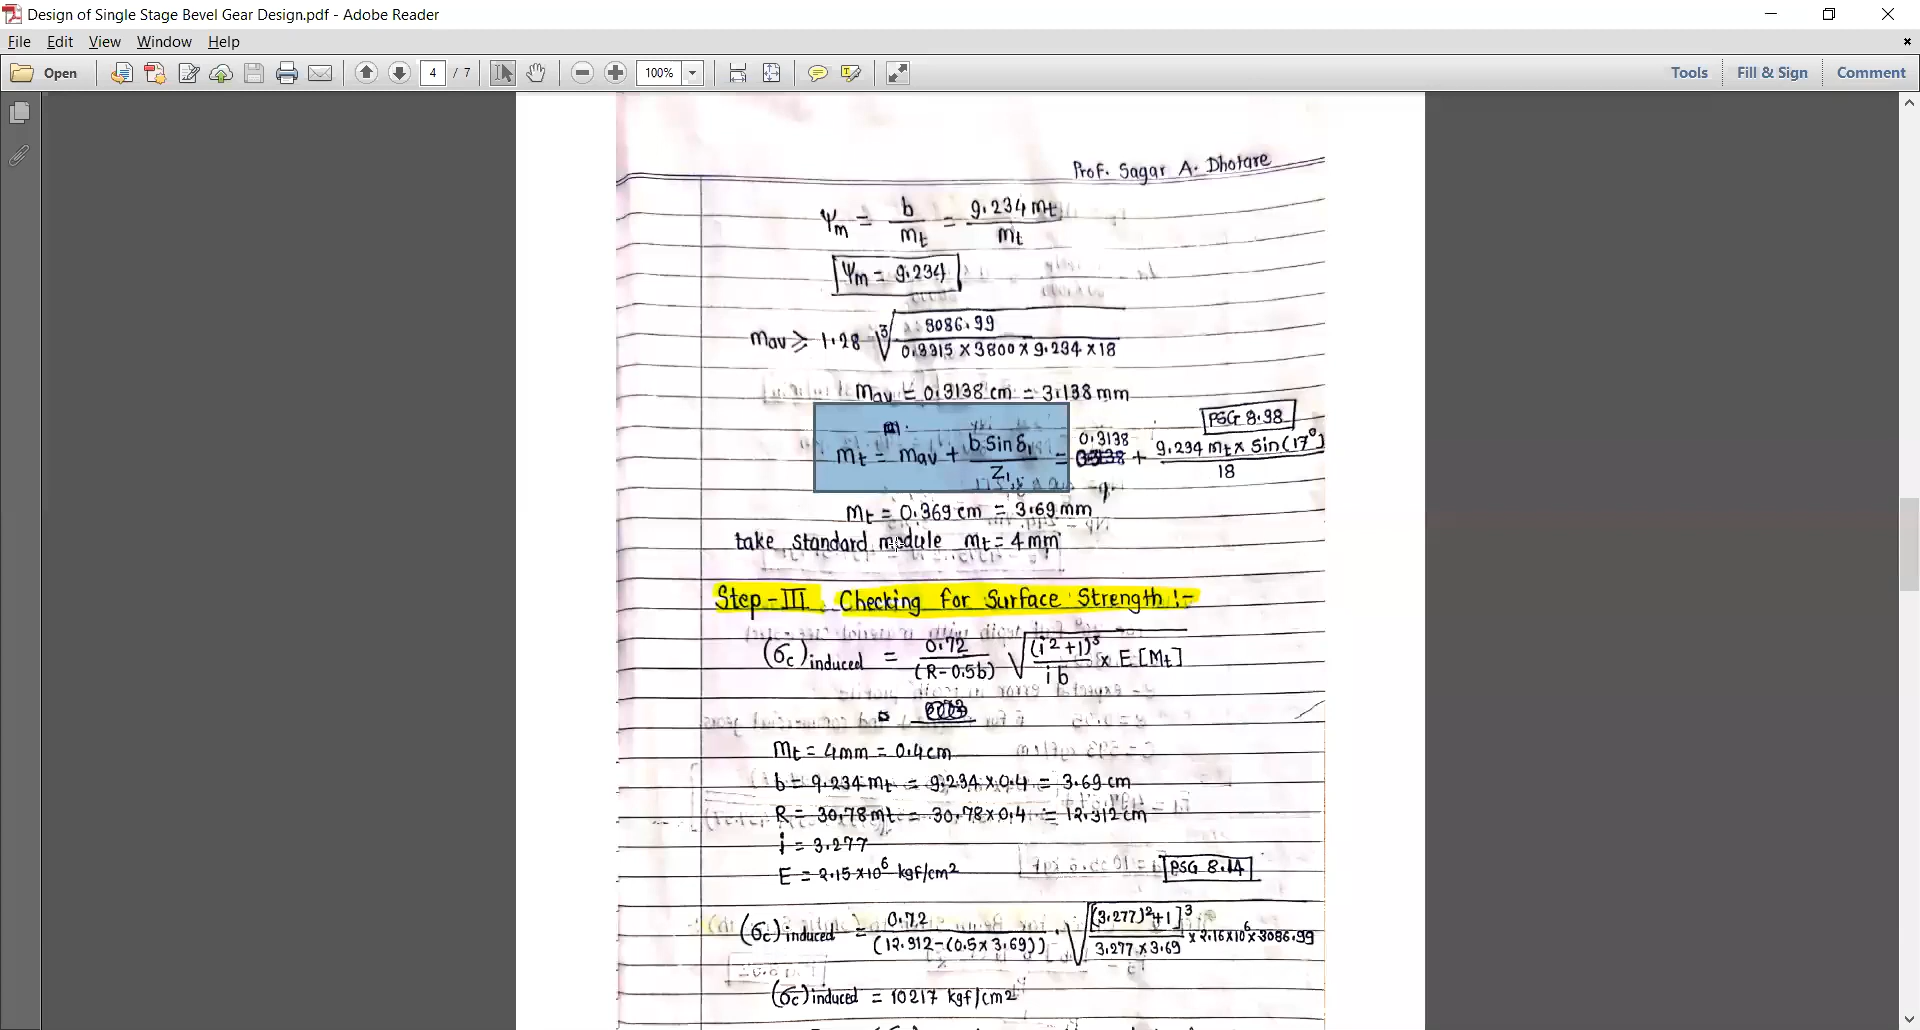 Design of Single Stage Bevel Gear Design.pdf - Adobe Reader
File Edit View Window Help
Open 4 / 7 100% Tools Fill & Sign Comment
Prof. Sagar A. Dhotare
Ψm = b/mt = 9.234 mt/mt
Ψm = 9.234
mav ≥ 1.28 ∛(3086.99 / (0.3315 × 3800 × 9.234 × 18))
mav = 0.3138 cm = 3.138 mm
PSG 8.38
mt = mav + b Sin δ1/Z1 = 0.3138 + 9.234 mt × Sin(17°)/18
mt = 0.369 cm = 3.69 mm
take standard module mt = 4 mm
Step - III Checking for Surface Strength :-
(σc)induced = 0.72/(R-0.5b) √((i²+1)³/ib × E [Mt])
mt = 4mm = 0.4cm
b = 9.234 mt = 9.234 × 0.4 = 3.69 cm
R = 30.78 mt = 30.78 × 0.4 = 12.312 cm
i = 3.277
E = 2.15 × 10⁶ kgf/cm² PSG 8.14
(σc)induced = 0.72/(12.312-(0.5 × 3.69)) · √([(3.277)²+1]³/(3.277 × 3.69) × 2.15×10⁶ × 3086.99)
(σc)induced = 10217 kgf/cm²